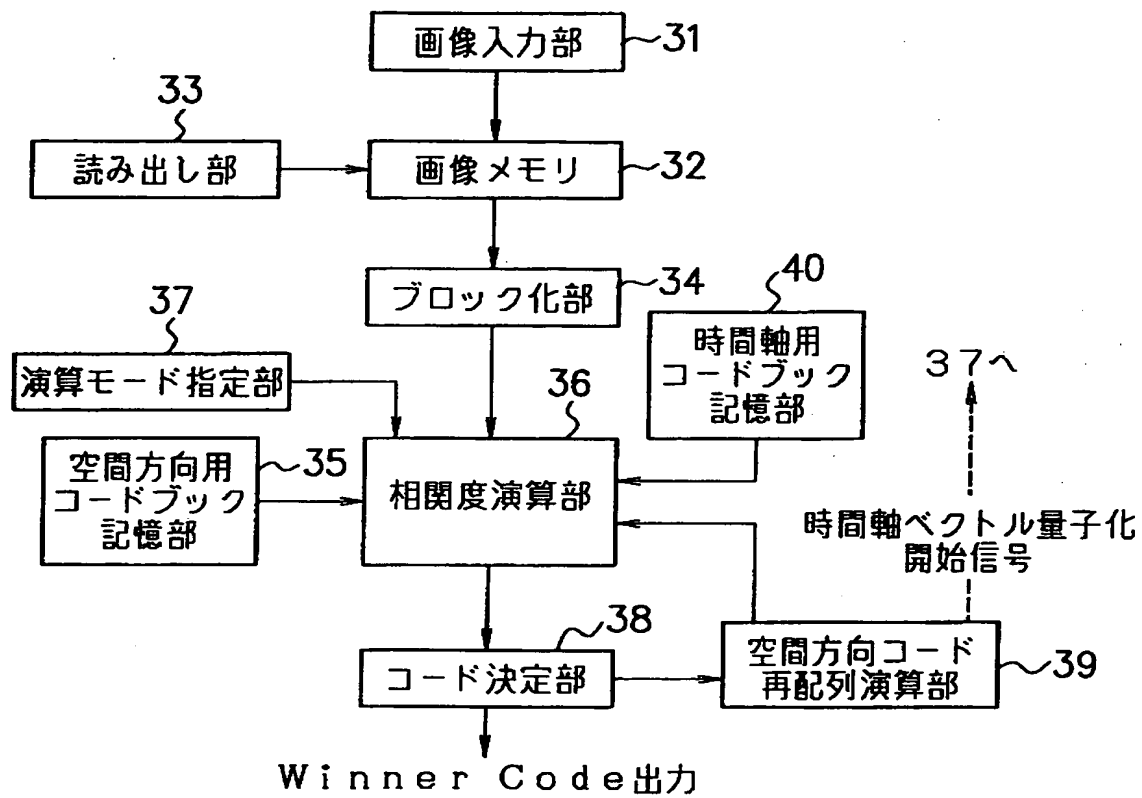 画像入力部
31
33
読み出し部
画像メモリ
32
ブロック化部
34
40
37
時間軸用
コードブック
記憶部
37へ
演算モード指定部
36
空間方向用
コードブック
記憶部
35
相関度演算部
時間軸ベクトル量子化
開始信号
38
コード決定部
空間方向コード
再配列演算部
39
Winner Code出力